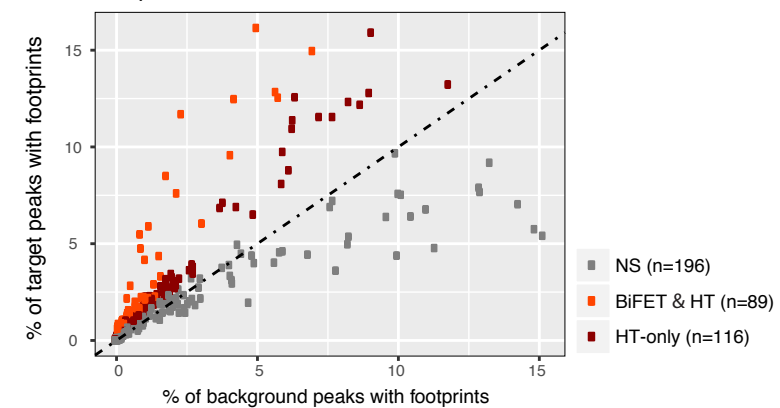 % of target peaks with footprints
15
10
5
0
0
5
10
15
% of background peaks with footprints
NS (n=196)
BiFET & HT (n=89)
HT-only (n=116)